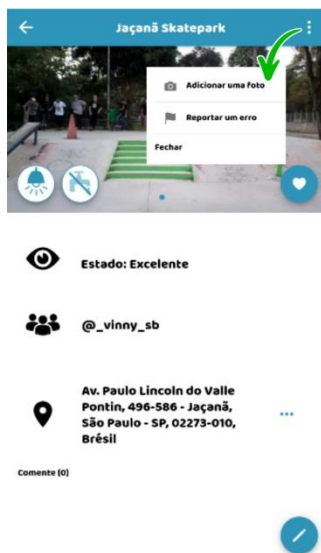 Jaçanã Skatepark
Adicionar uma foto
Reportar um erro
Fechar
Estado: Excelente
@_vinny_sb
Av. Paulo Lincoln do Valle
Pontin, 496-586 - Jaçanã,
São Paulo - SP, 02273-010,
Brésil
Comente (0)